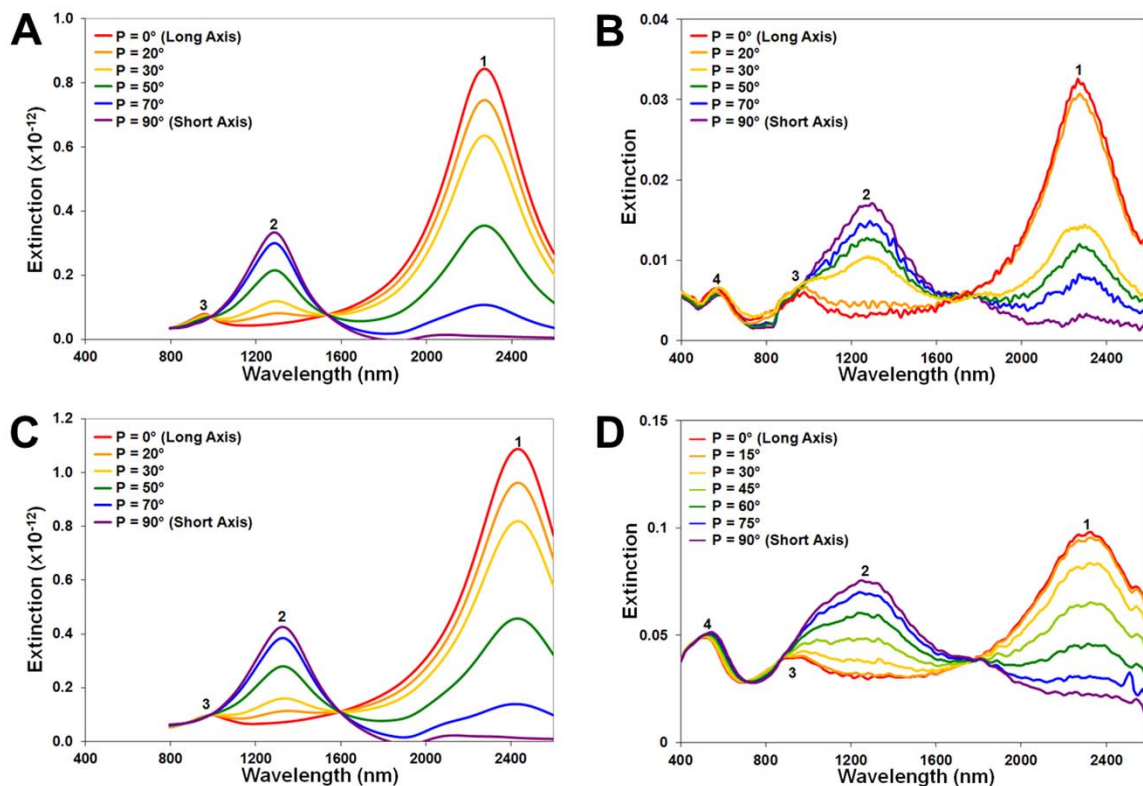 A
Extinction (x10⁻¹²)
1.0
0.8
0.6
0.4
0.2
0.0
P = 0° (Long Axis)
P = 20°
P = 30°
P = 50°
P = 70°
P = 90° (Short Axis)
1
2
3
400 800 1200 1600 2000 2400
Wavelength (nm)
B
Extinction
0.04
0.03
0.02
0.01
0
P = 0° (Long Axis)
P = 20°
P = 30°
P = 50°
P = 70°
P = 90° (Short Axis)
1
2
3
4
400 800 1200 1600 2000 2400
Wavelength (nm)
C
Extinction (x10⁻¹²)
1.2
1.0
0.8
0.6
0.4
0.2
0.0
P = 0° (Long Axis)
P = 20°
P = 30°
P = 50°
P = 70°
P = 90° (Short Axis)
1
2
3
400 800 1200 1600 2000 2400
Wavelength (nm)
D
Extinction
0.15
0.1
0.05
0
P = 0° (Long Axis)
P = 15°
P = 30°
P = 45°
P = 60°
P = 75°
P = 90° (Short Axis)
1
2
4
3
400 800 1200 1600 2000 2400
Wavelength (nm)